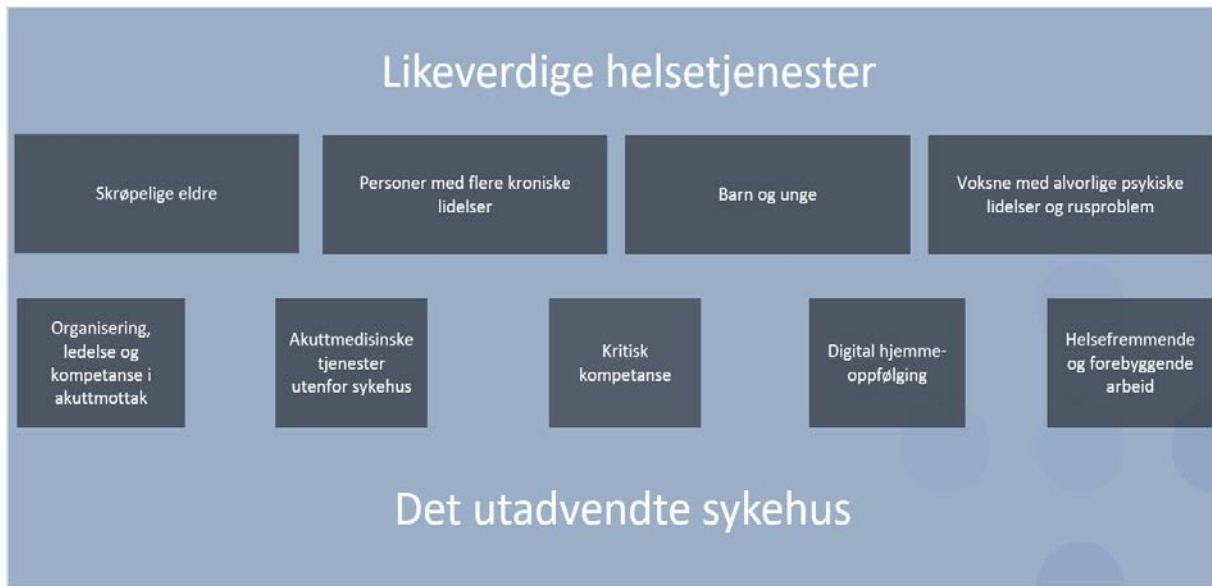 Likeverdige helsetjenester
Skrøpelige eldre
Personer med flere kroniske
lidelser
Barn og unge
Voksne med alvorlige psykiske
lidelser og rusproblem
Organisering,
ledelse og
kompetanse i
akuttmottak
Akuttmedisinske
tjenester
utenfor sykehus
Kritisk
kompetanse
Digital hjemme-
oppfølging
Helsefremmende
og forebyggende
arbeid
Det utadvendte sykehus